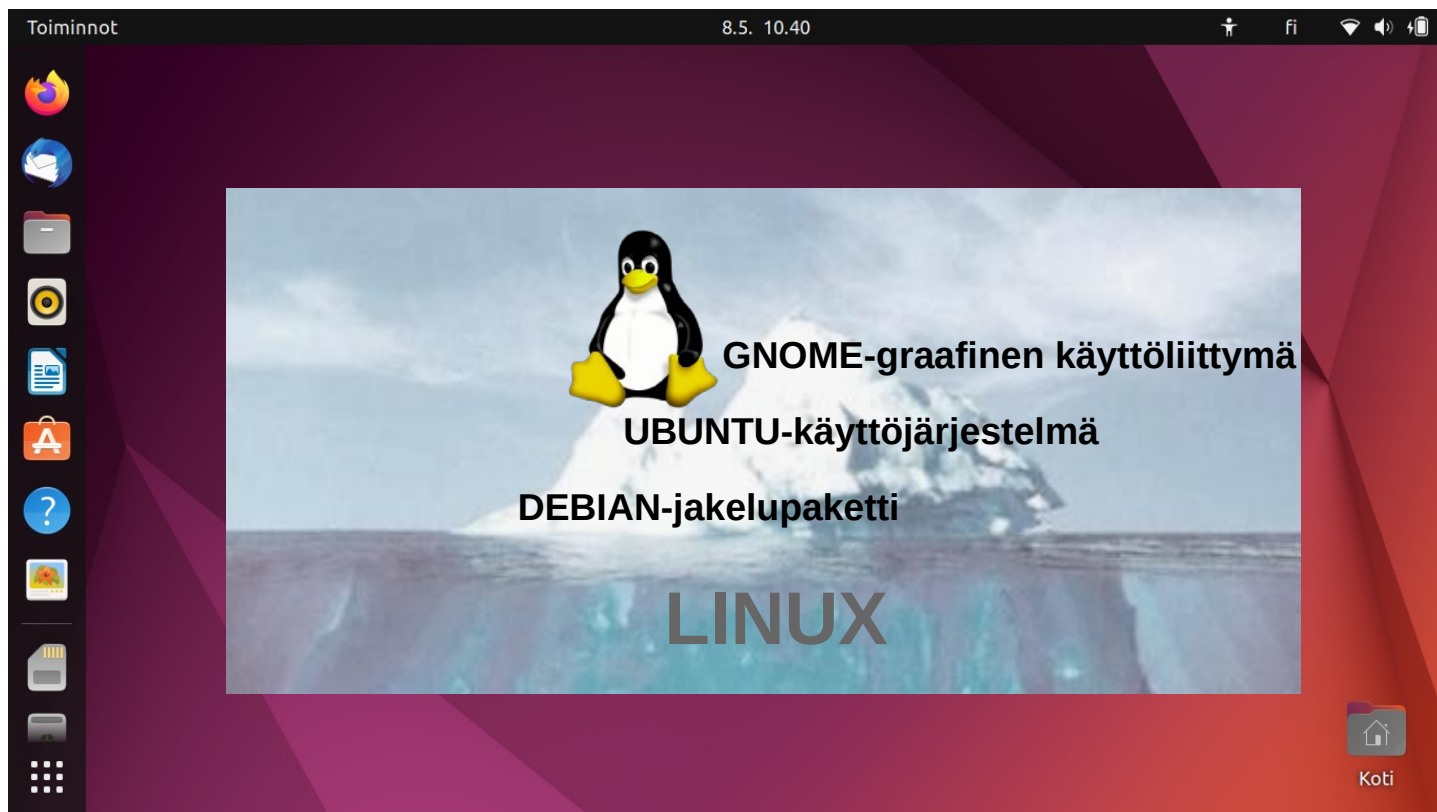 Toiminnot
8.5. 10.40
fi
GNOME-graafinen käyttöliittymä
UBUNTU-käyttöjärjestelmä
DEBIAN-jakelupaketti
LINUX
Koti